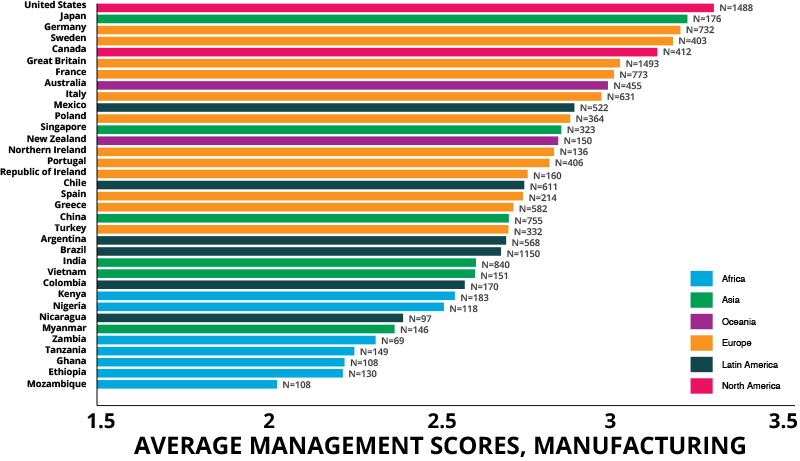 United States N=1488
Japan N=176
Germany N=732
Sweden N=403
Canada N=412
Great Britain N=1493
France N=773
Australia N=455
Italy N=631
Mexico N=522
Poland N=364
Singapore N=323
New Zealand N=150
Northern Ireland N=136
Portugal N=406
Republic of Ireland N=160
Chile N=611
Spain N=214
Greece N=582
China N=755
Turkey N=332
Argentina N=568
Brazil N=1150
India N=840
Vietnam N=151
Colombia N=170
Kenya N=183
Nigeria N=118
Nicaragua N=97
Myanmar N=146
Zambia N=69
Tanzania N=149
Ghana N=108
Ethiopia N=130
Mozambique N=108
Africa
Asia
Oceania
Europe
Latin America
North America
1.5 2 2.5 3 3.5
AVERAGE MANAGEMENT SCORES, MANUFACTURING